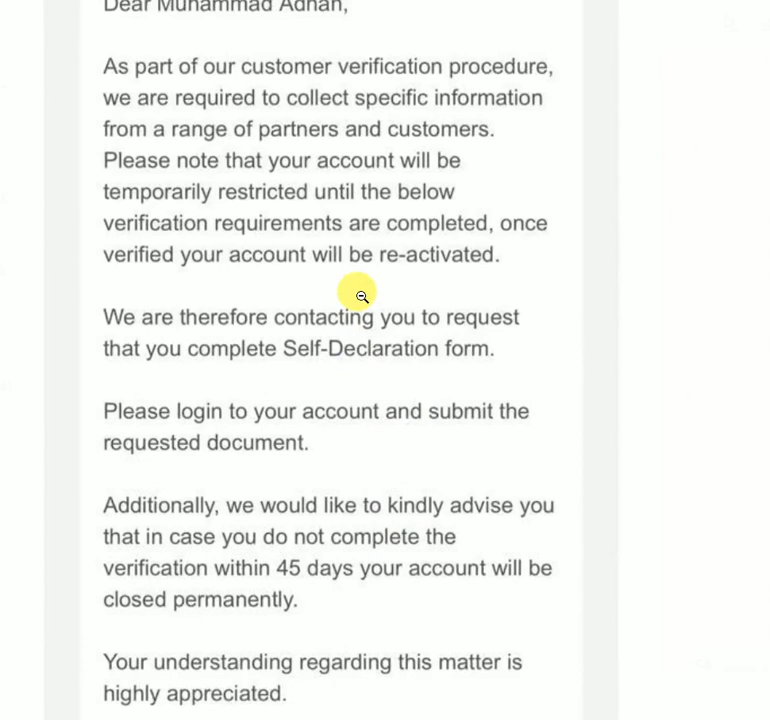 Dear Muhammad Adnan,
As part of our customer verification procedure,
we are required to collect specific information
from a range of partners and customers.
Please note that your account will be
temporarily restricted until the below
verification requirements are completed, once
verified your account will be re-activated.
We are therefore contacting you to request
that you complete Self-Declaration form.
Please login to your account and submit the
requested document.
Additionally, we would like to kindly advise you
that in case you do not complete the
verification within 45 days your account will be
closed permanently.
Your understanding regarding this matter is
highly appreciated.